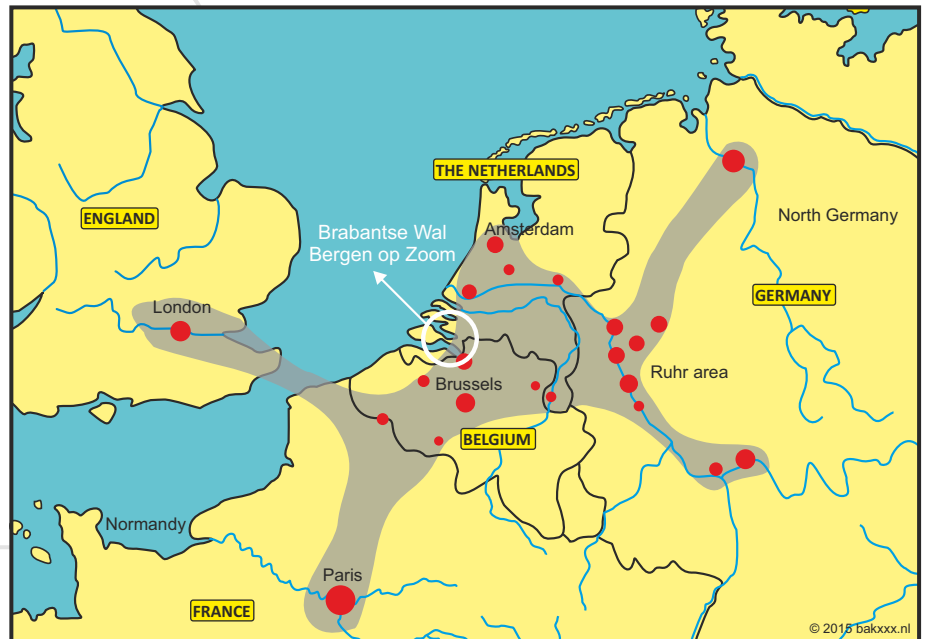 THE NETHERLANDS
ENGLAND
North Germany
Brabantse Wal
Bergen op Zoom
Amsterdam
GERMANY
London
Ruhr area
Brussels
BELGIUM
Normandy
Paris
FRANCE
© 2015 bakxxx.nl